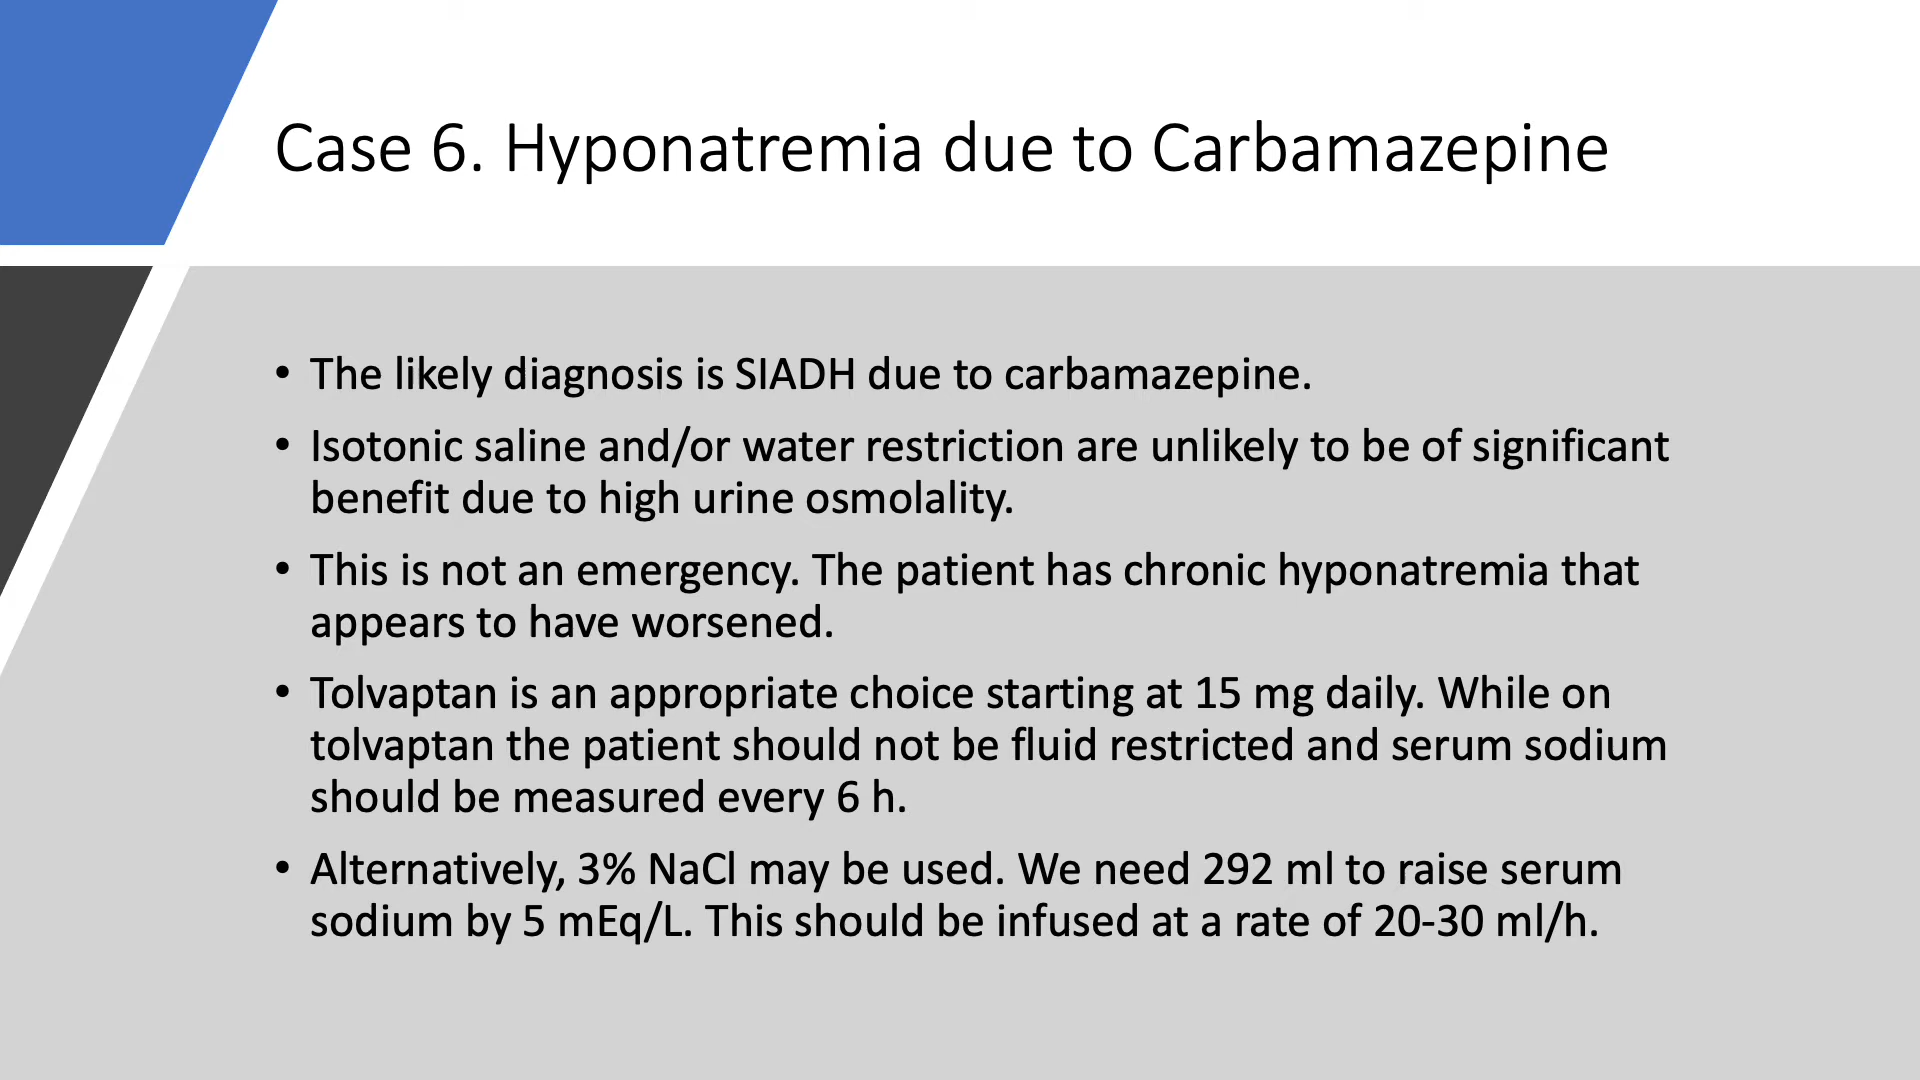 Case 6. Hyponatremia due to Carbamazepine
• The likely diagnosis is SIADH due to carbamazepine.
• Isotonic saline and/or water restriction are unlikely to be of significant
benefit due to high urine osmolality.
• This is not an emergency. The patient has chronic hyponatremia that
appears to have worsened.
• Tolvaptan is an appropriate choice starting at 15 mg daily. While on
tolvaptan the patient should not be fluid restricted and serum sodium
should be measured every 6 h.
• Alternatively, 3% NaCl may be used. We need 292 ml to raise serum
sodium by 5 mEq/L. This should be infused at a rate of 20-30 ml/h.